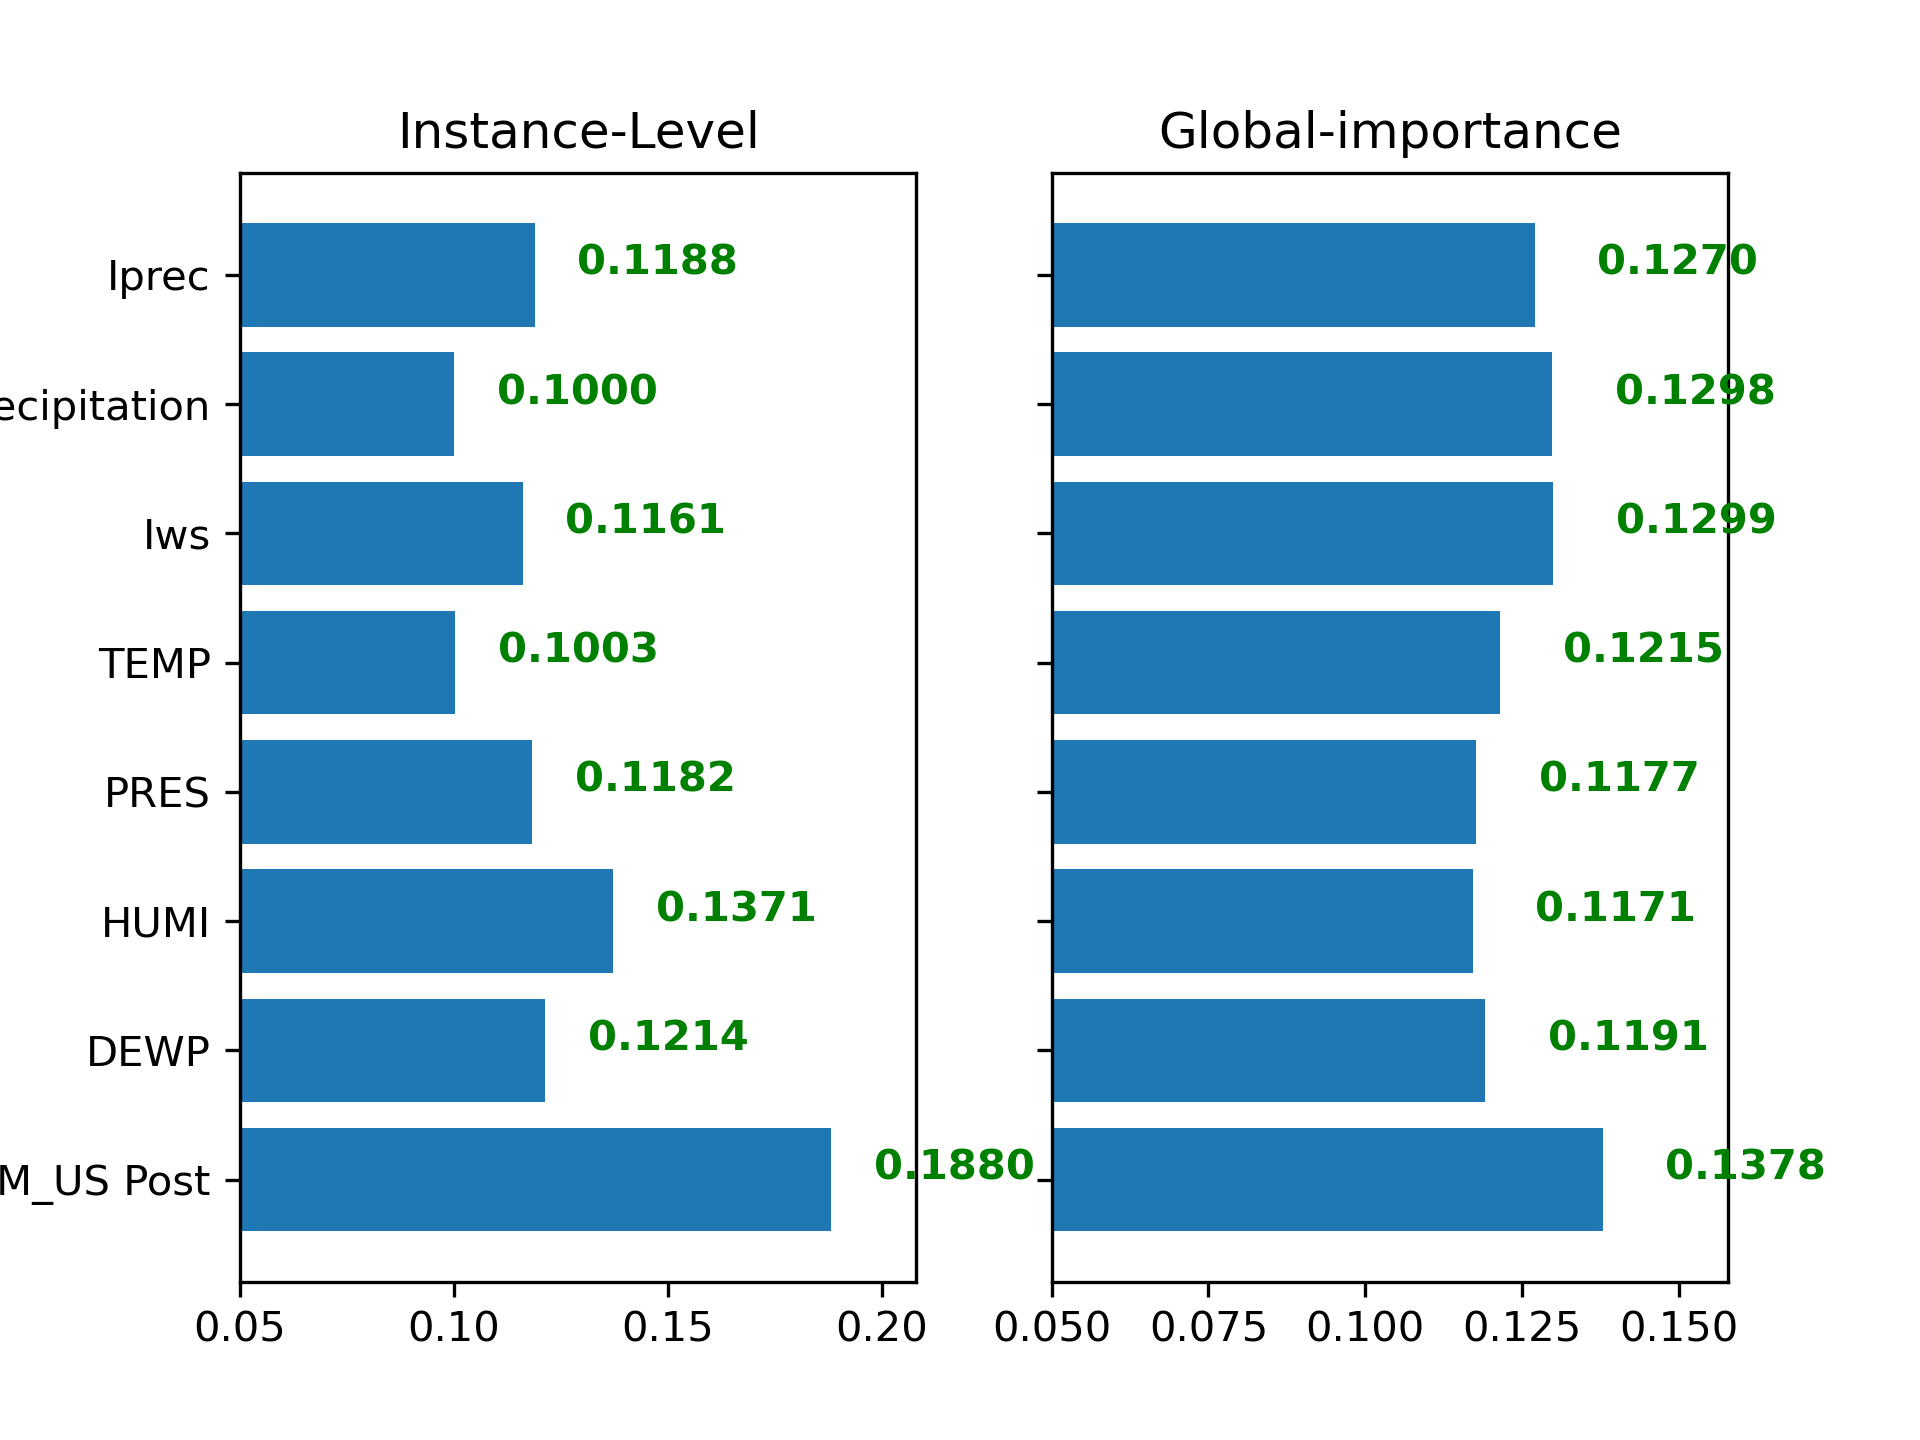 Instance-Level
Iprec 0.1188
ecipitation 0.1000
Iws 0.1161
TEMP 0.1003
PRES 0.1182
HUMI 0.1371
DEWP 0.1214
M_US Post 0.1880
0.05 0.10 0.15 0.20
Global-importance
0.1270
0.1298
0.1299
0.1215
0.1177
0.1171
0.1191
0.1378
0.050 0.075 0.100 0.125 0.150